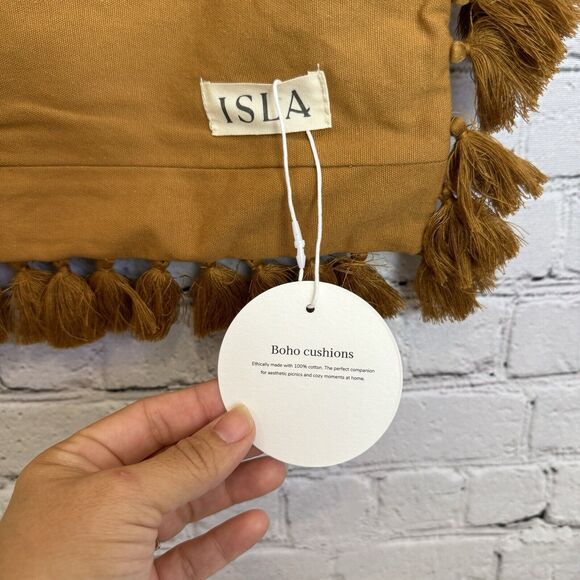 ISLA
Boho cushions
Ethically made with 100% cotton. The perfect companion
for aesthetic picnics and cozy moments at home.